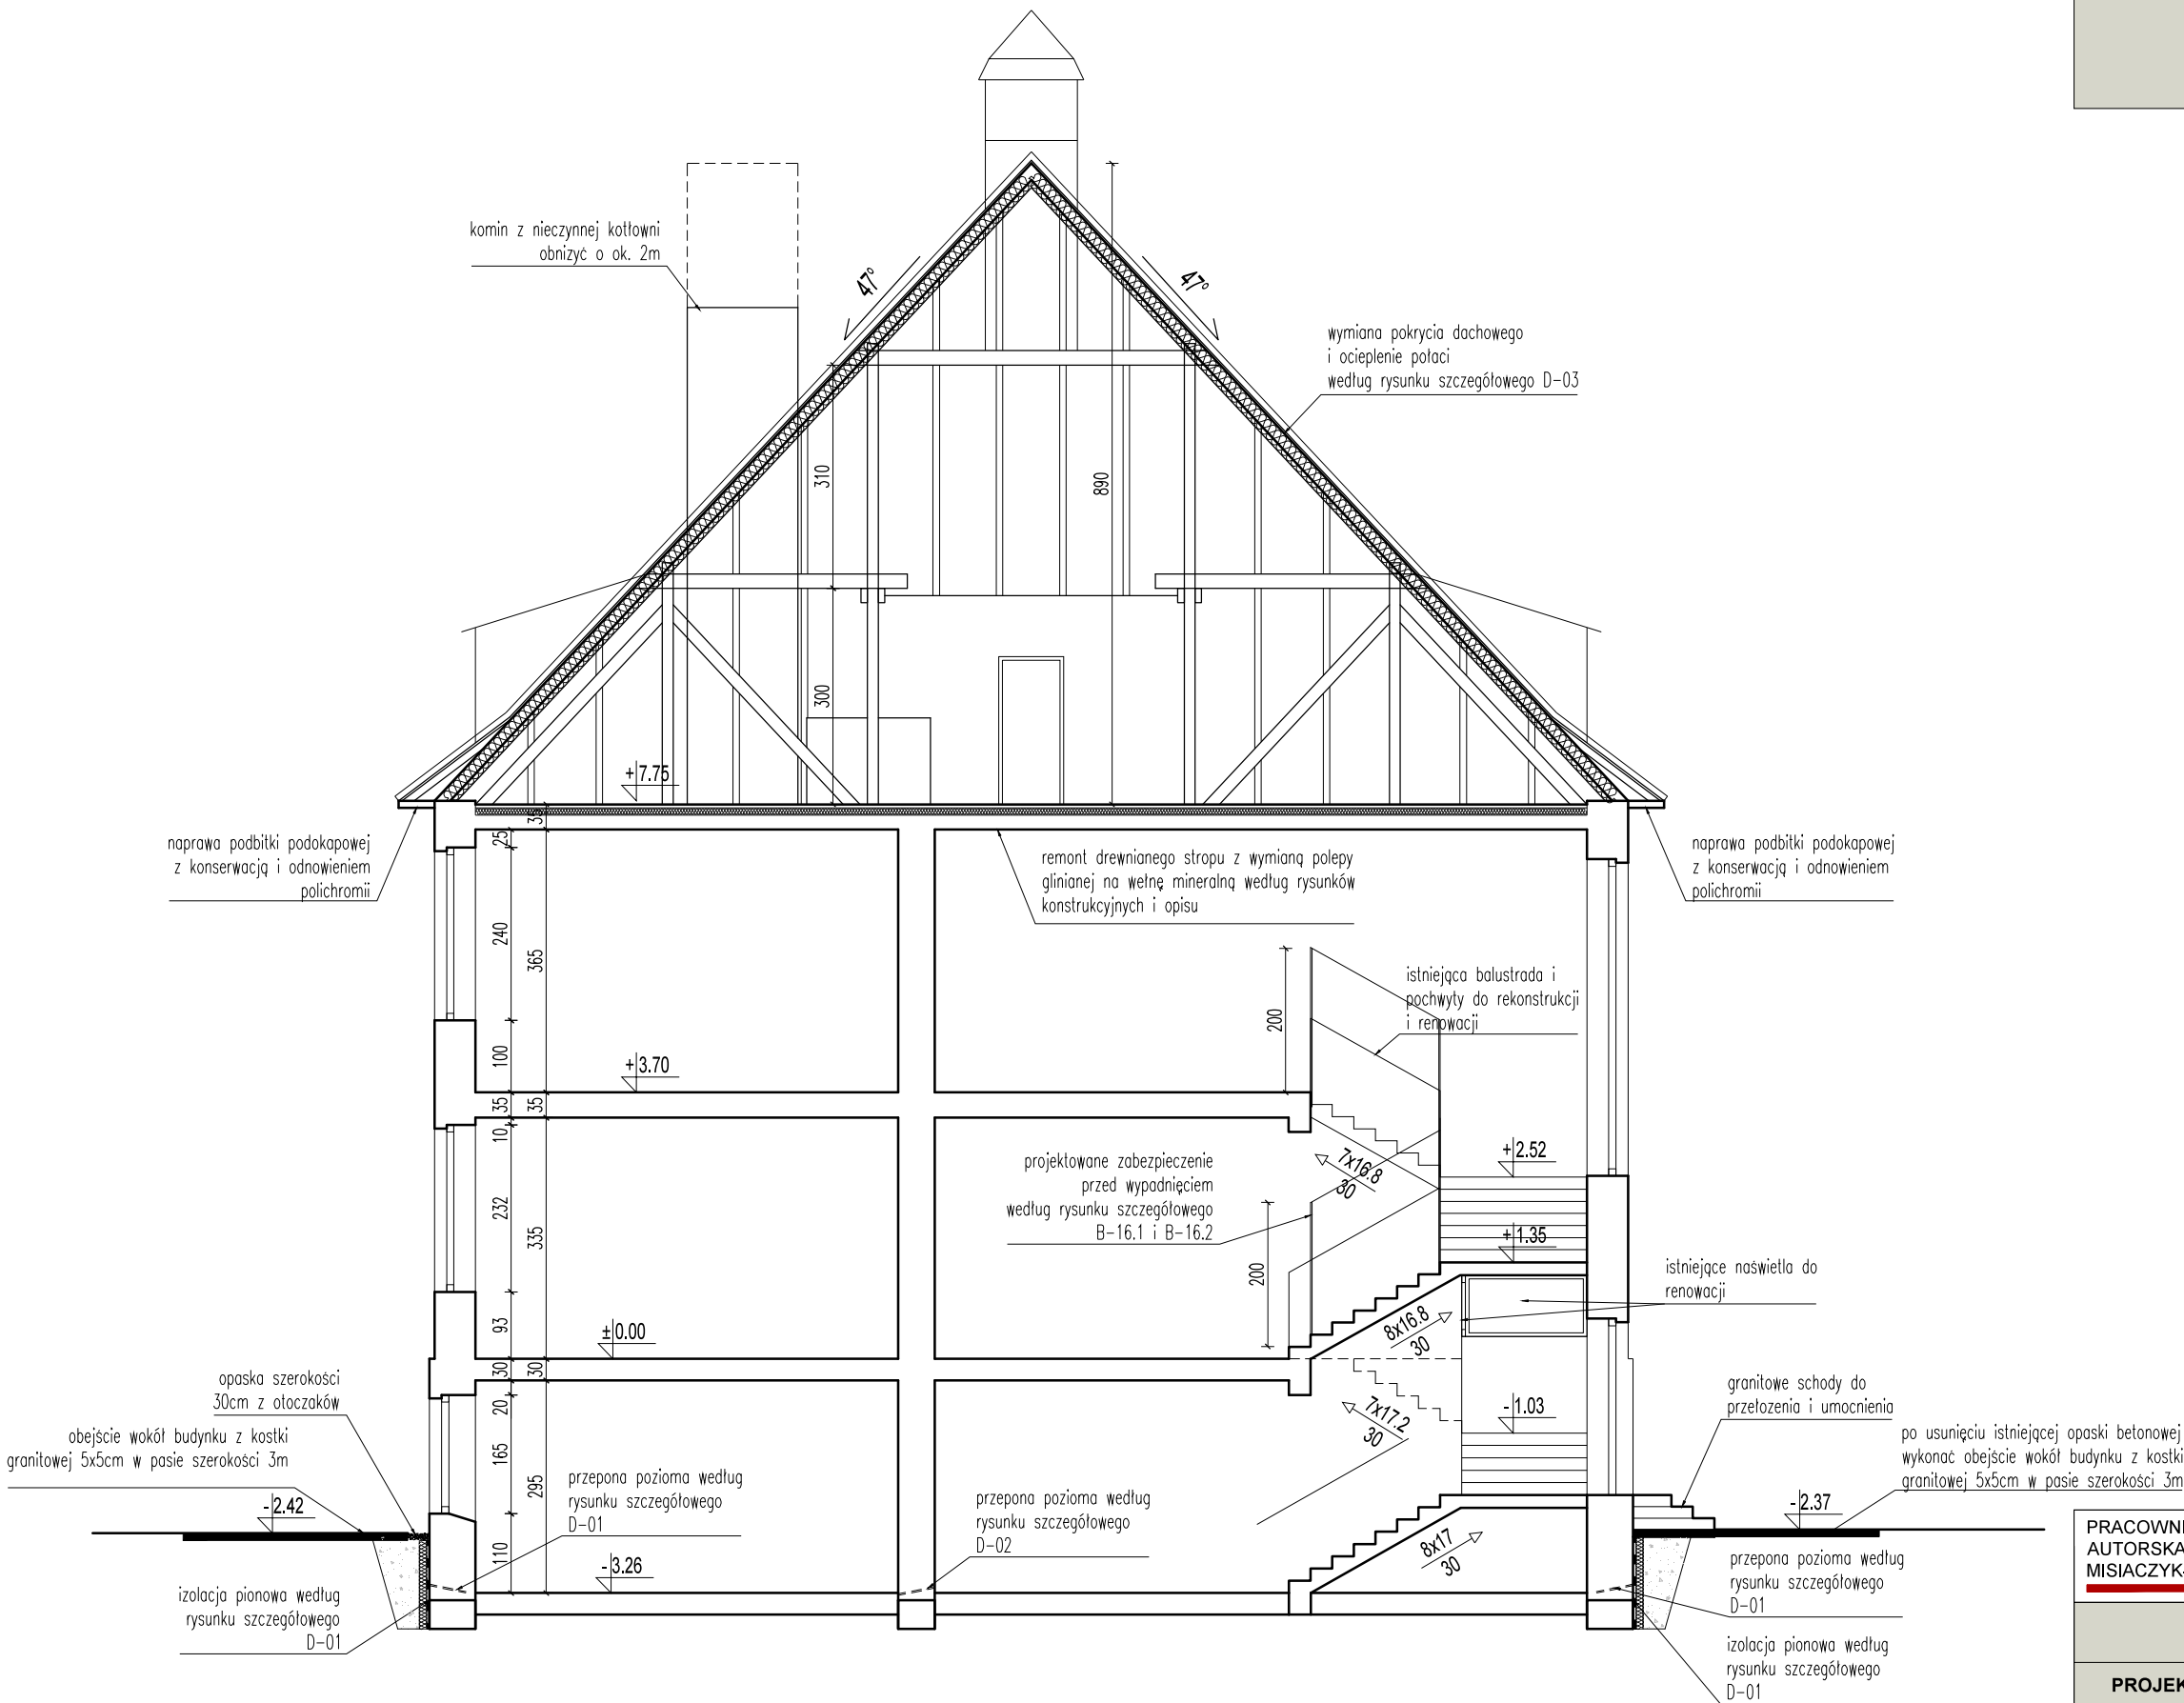 komin z nieczynnej kotłowni
obniżyć o ok. 2m
47°
47°
wymiana pokrycia dachowego
i ocieplenie połaci
według rysunku szczegółowego D-03
310
890
300
+7.75
35
25
naprawa podbitki podokapowej
z konserwacją i odnowieniem
polichromii
remont drewnianego stropu z wymianą polepy
glinianej na wełnę mineralną według rysunków
konstrukcyjnych i opisu
naprawa podbitki podokapowej
z konserwacją i odnowieniem
polichromii
240
365
istniejąca balustrada i
pochwyty do rekonstrukcji
i renowacji
200
100
+3.70
35
35
10
projektowane zabezpieczenie
przed wypadnięciem
według rysunku szczegółowego
B-16.1 i B-16.2
7x16.8
30
+2.52
232
335
+1.35
200
istniejące naświetla do
renowacji
93
±0.00
8x16.8
30
30
30
opaska szerokości
30cm z otoczaków
20
granitowe schody do
przełożenia i umocnienia
obejście wokół budynku z kostki
granitowej 5x5cm w pasie szerokości 3m
7x17.2
30
-1.03
po usunięciu istniejącej opaski betonowej
wykonać obejście wokół budynku z kostki
granitowej 5x5cm w pasie szerokości 3m
165
295
przepona pozioma według
rysunku szczegółowego
D-01
przepona pozioma według
rysunku szczegółowego
D-02
-2.42
-2.37
110
-3.26
8x17
30
przepona pozioma według
rysunku szczegółowego
D-01
izolacja pionowa według
rysunku szczegółowego
D-01
izolacja pionowa według
rysunku szczegółowego
D-01
PRACOWNI
AUTORSKA
MISIACZYK
PROJEK